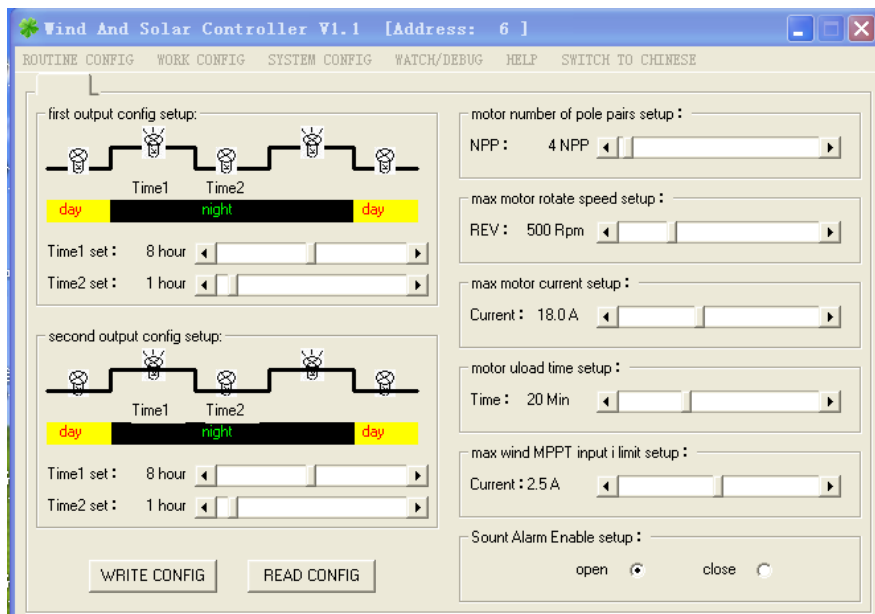 Wind And Solar Controller V1.1 [Address: 6 ]
ROUTINE CONFIG WORK CONFIG SYSTEM CONFIG WATCH/DEBUG HELP SWITCH TO CHINESE
first output config setup:
Time1 Time2
day night day
Time1 set: 8 hour
Time2 set: 1 hour
second output config setup:
Time1 Time2
day night day
Time1 set: 8 hour
Time2 set: 1 hour
WRITE CONFIG READ CONFIG
motor number of pole pairs setup:
NPP: 4 NPP
max motor rotate speed setup:
REV: 500 Rpm
max motor current setup:
Current: 18.0 A
motor uload time setup:
Time: 20 Min
max wind MPPT input i limit setup:
Current: 2.5 A
Sount Alarm Enable setup:
open close